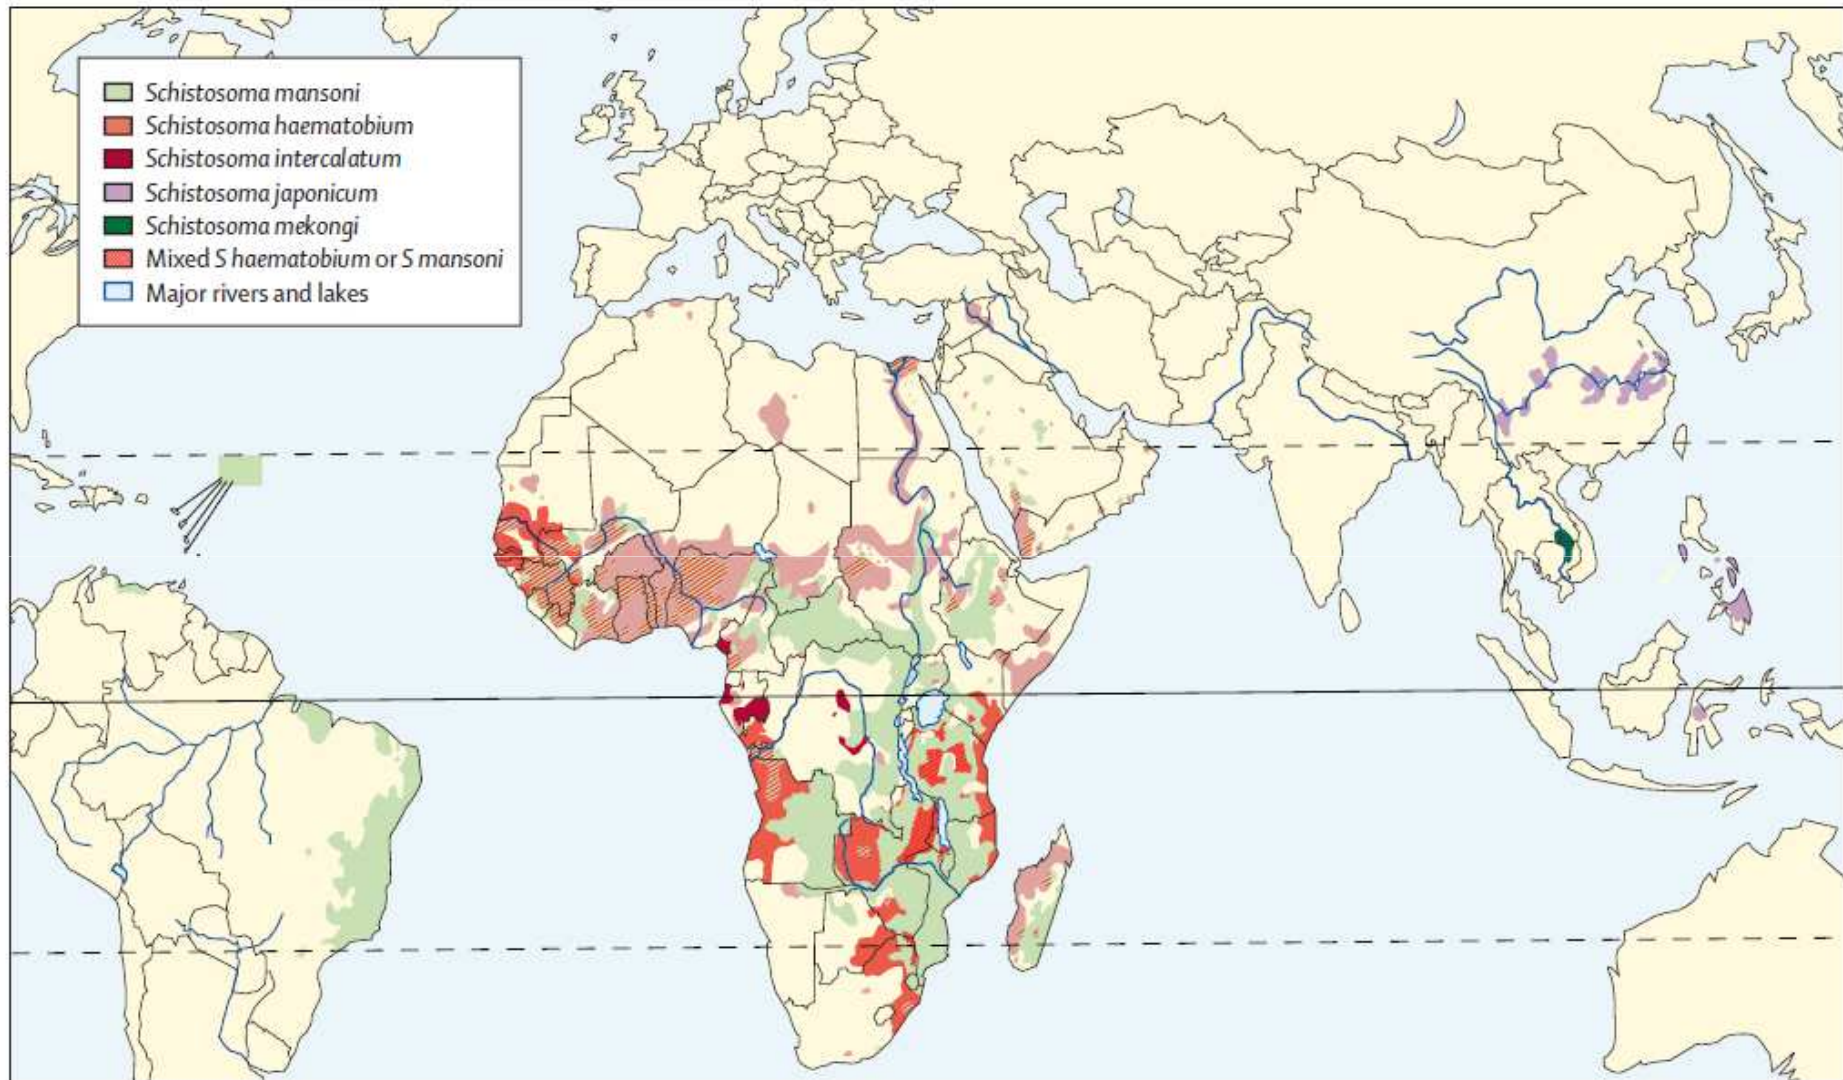 Schistosoma mansoni
Schistosoma haematobium
Schistosoma intercalatum
Schistosoma japonicum
Schistosoma mekongi
Mixed S haematobium or S mansoni
Major rivers and lakes